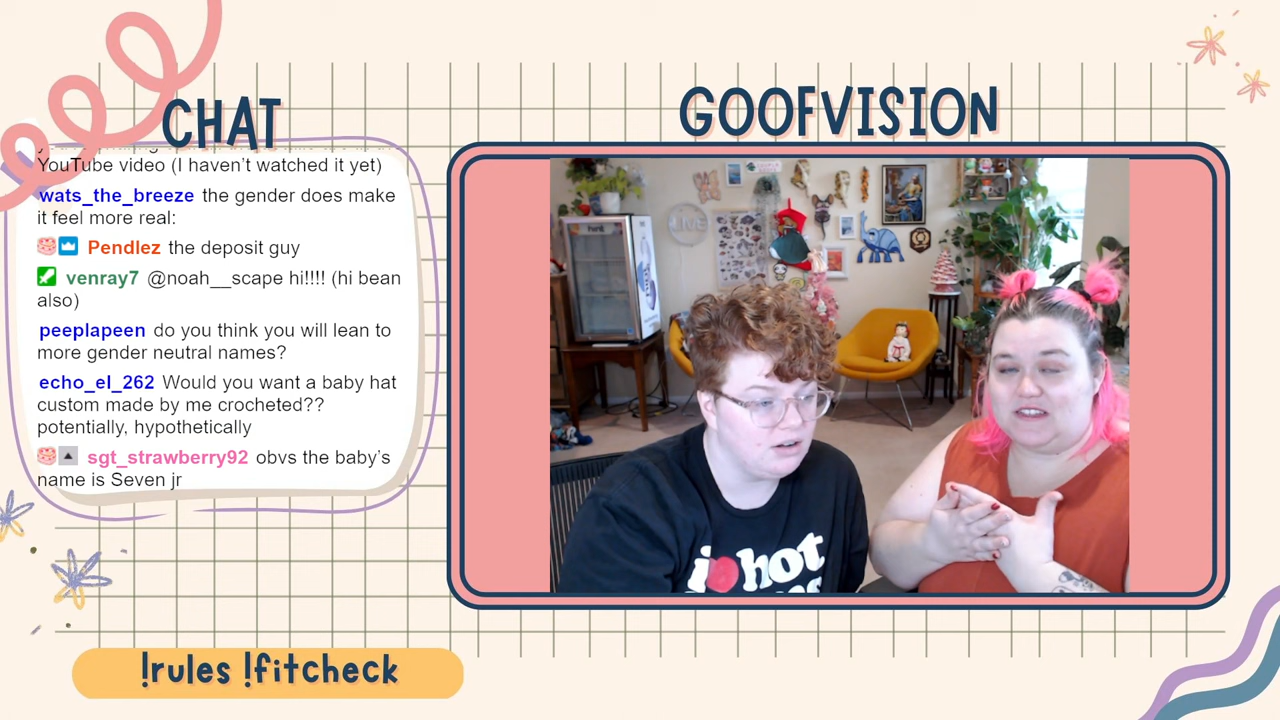 CHAT
GOOFVISION
YouTube video (I haven't watched it yet)
wats_the_breeze the gender does make
it feel more real:
Pendlez the deposit guy
venray7 @noah__scape hi!!!! (hi bean
also)
peeplapeen do you think you will lean to
more gender neutral names?
echo_el_262 Would you want a baby hat
custom made by me crocheted??
potentially, hypothetically
sgt_strawberry92 obvs the baby's
name is Seven jr
LIVE
i hot
!rules !fitcheck